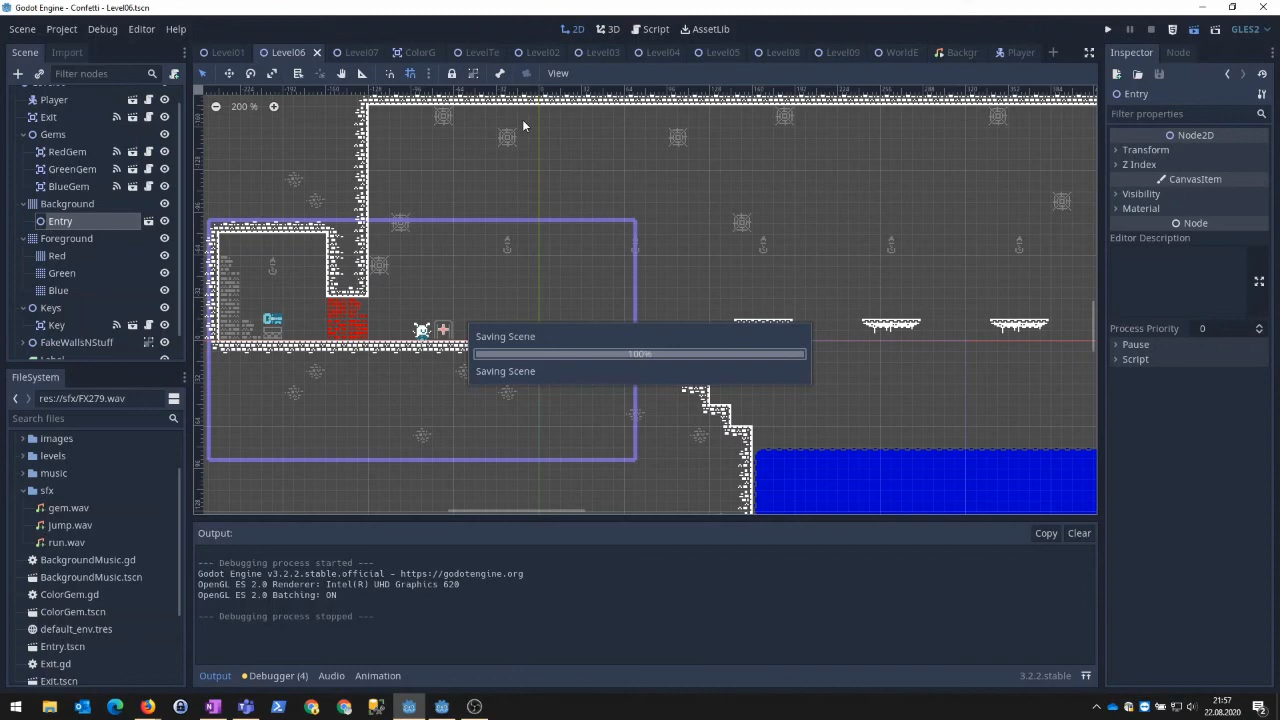 Godot Engine - Confetti - Level06.tscn
Scene Project Debug Editor Help
2D 3D Script AssetLib
GLES2
Scene Import
Level01 Level06 Level07 ColorG LevelTe Level02 Level03 Level04 Level05 Level08 Level09 WorldE Backgr Player
Inspector Node
Filter nodes
View
Entry
Filter properties
200 %
Player
Exit
Gems
RedGem
GreenGem
BlueGem
Background
Entry
Foreground
Red
Green
Blue
Keys
Key
FakeWallsNStuff
Node2D
Transform
Z Index
CanvasItem
Visibility
Material
Node
Editor Description
Process Priority 0
Pause
Script
Saving Scene
100%
Saving Scene
FileSystem
res://sfx/FX279.wav
Search files
images
levels
music
sfx
gem.wav
Jump.wav
run.wav
BackgroundMusic.gd
BackgroundMusic.tscn
ColorGem.gd
ColorGem.tscn
default_env.tres
Entry.tscn
Exit.gd
Exit.tscn
Output:
Copy Clear
--- Debugging process started ---
Godot Engine v3.2.2.stable.official - https://godotengine.org
OpenGL ES 2.0 Renderer: Intel(R) UHD Graphics 620
OpenGL ES 2.0 Batching: ON
--- Debugging process stopped ---
Output Debugger (4) Audio Animation
3.2.2.stable
21:57
22.08.2020